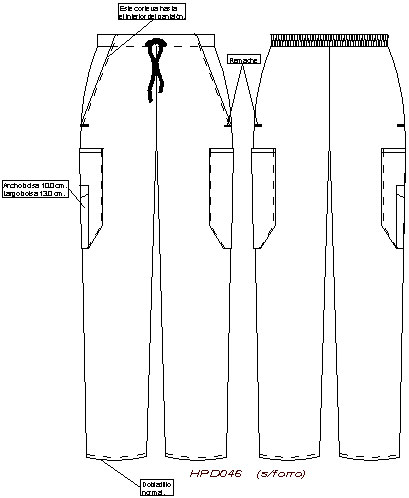 Este corte va hasta
el interior del pantalon.
Remache
Ancho bolsa 10.0 cm.
Largo bolsa 13.0 cm.
HPD046 (s/forro)
Dobladillo
normal.